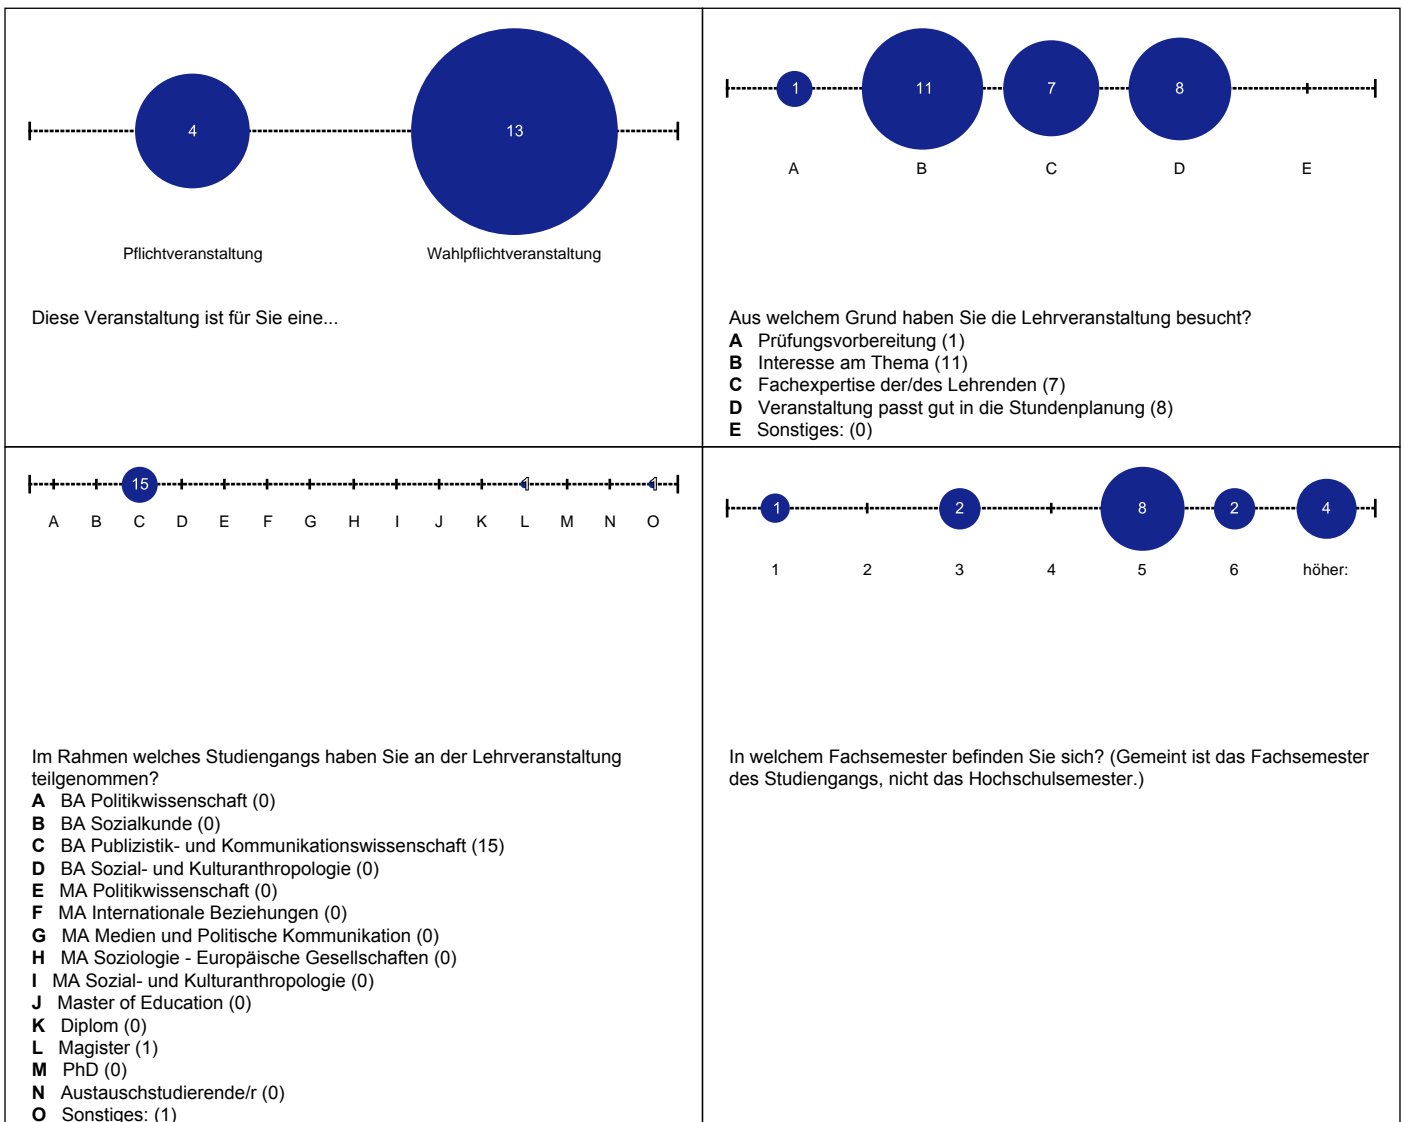 4
13
Pflichtveranstaltung
Wahlpflichtveranstaltung
Diese Veranstaltung ist für Sie eine...
1
11
7
8
A
B
C
D
E
Aus welchem Grund haben Sie die Lehrveranstaltung besucht?
A Prüfungsvorbereitung (1)
B Interesse am Thema (11)
C Fachexpertise der/des Lehrenden (7)
D Veranstaltung passt gut in die Stundenplanung (8)
E Sonstiges: (0)
15
1
1
A B C D E F G H I J K L M N O
Im Rahmen welches Studiengangs haben Sie an der Lehrveranstaltung
teilgenommen?
A BA Politikwissenschaft (0)
B BA Sozialkunde (0)
C BA Publizistik- und Kommunikationswissenschaft (15)
D BA Sozial- und Kulturanthropologie (0)
E MA Politikwissenschaft (0)
F MA Internationale Beziehungen (0)
G MA Medien und Politische Kommunikation (0)
H MA Soziologie - Europäische Gesellschaften (0)
I MA Sozial- und Kulturanthropologie (0)
J Master of Education (0)
K Diplom (0)
L Magister (1)
M PhD (0)
N Austauschstudierende/r (0)
O Sonstiges: (1)
1
2
8
2
4
1 2 3 4 5 6 höher:
In welchem Fachsemester befinden Sie sich? (Gemeint ist das Fachsemester
des Studiengangs, nicht das Hochschulsemester.)